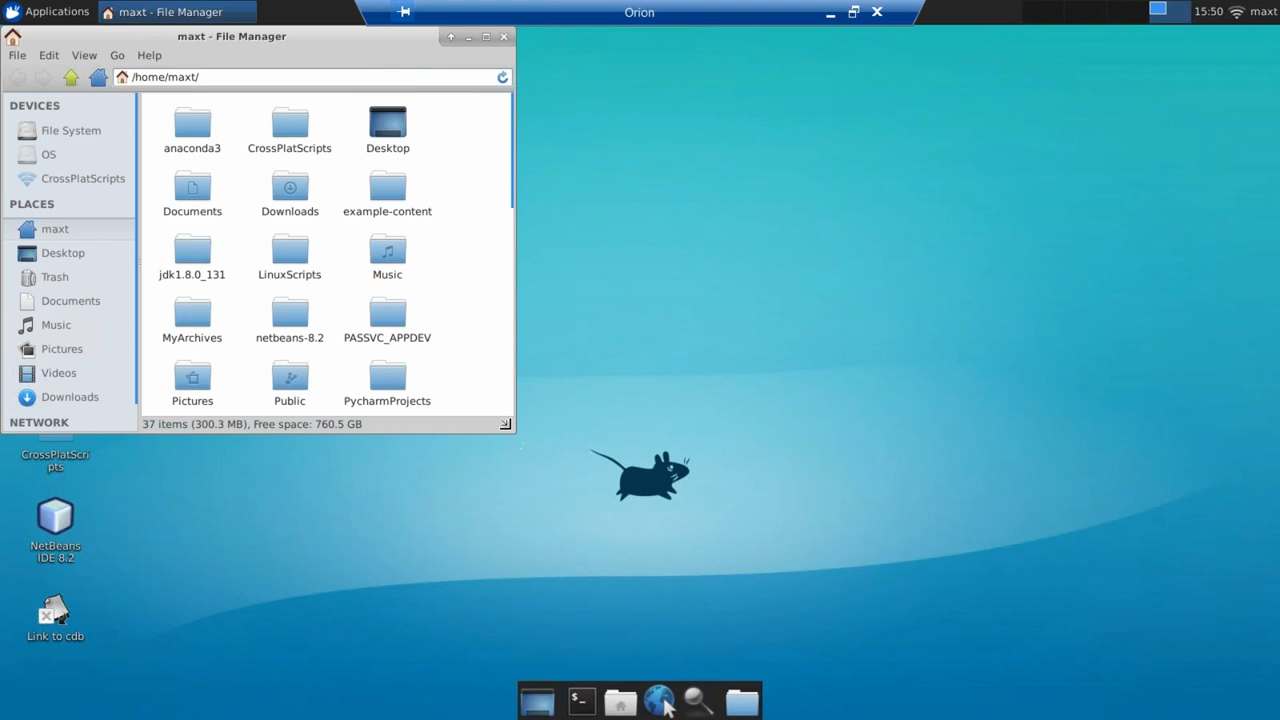 Applications
maxt - File Manager
Orion
15:50
maxt
maxt - File Manager
File Edit View Go Help
/home/maxt/
DEVICES
File System
OS
CrossPlatScripts
PLACES
maxt
Desktop
Trash
Documents
Music
Pictures
Videos
Downloads
NETWORK
anaconda3 CrossPlatScripts Desktop
Documents Downloads example-content
jdk1.8.0_131 LinuxScripts Music
MyArchives netbeans-8.2 PASSVC_APPDEV
Pictures Public PycharmProjects
37 items (300.3 MB), Free space: 760.5 GB
CrossPlatScri
pts
NetBeans
IDE 8.2
Link to cdb
$_